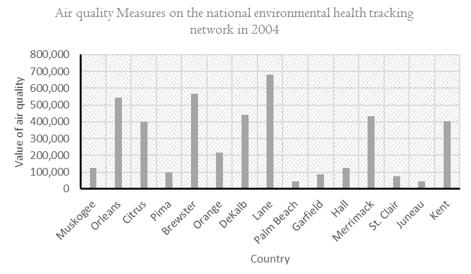 Air quality Measures on the national environmental health tracking
network in 2004
Value of air quality
800,000
700,000
600,000
500,000
400,000
300,000
200,000
100,000
0
Muskogee
Orleans
Citrus
Pima
Brewster
Orange
DeKalb
Lane
Palm Beach
Garfield
Hall
Merrimack
St. Clair
Juneau
Kent
Country